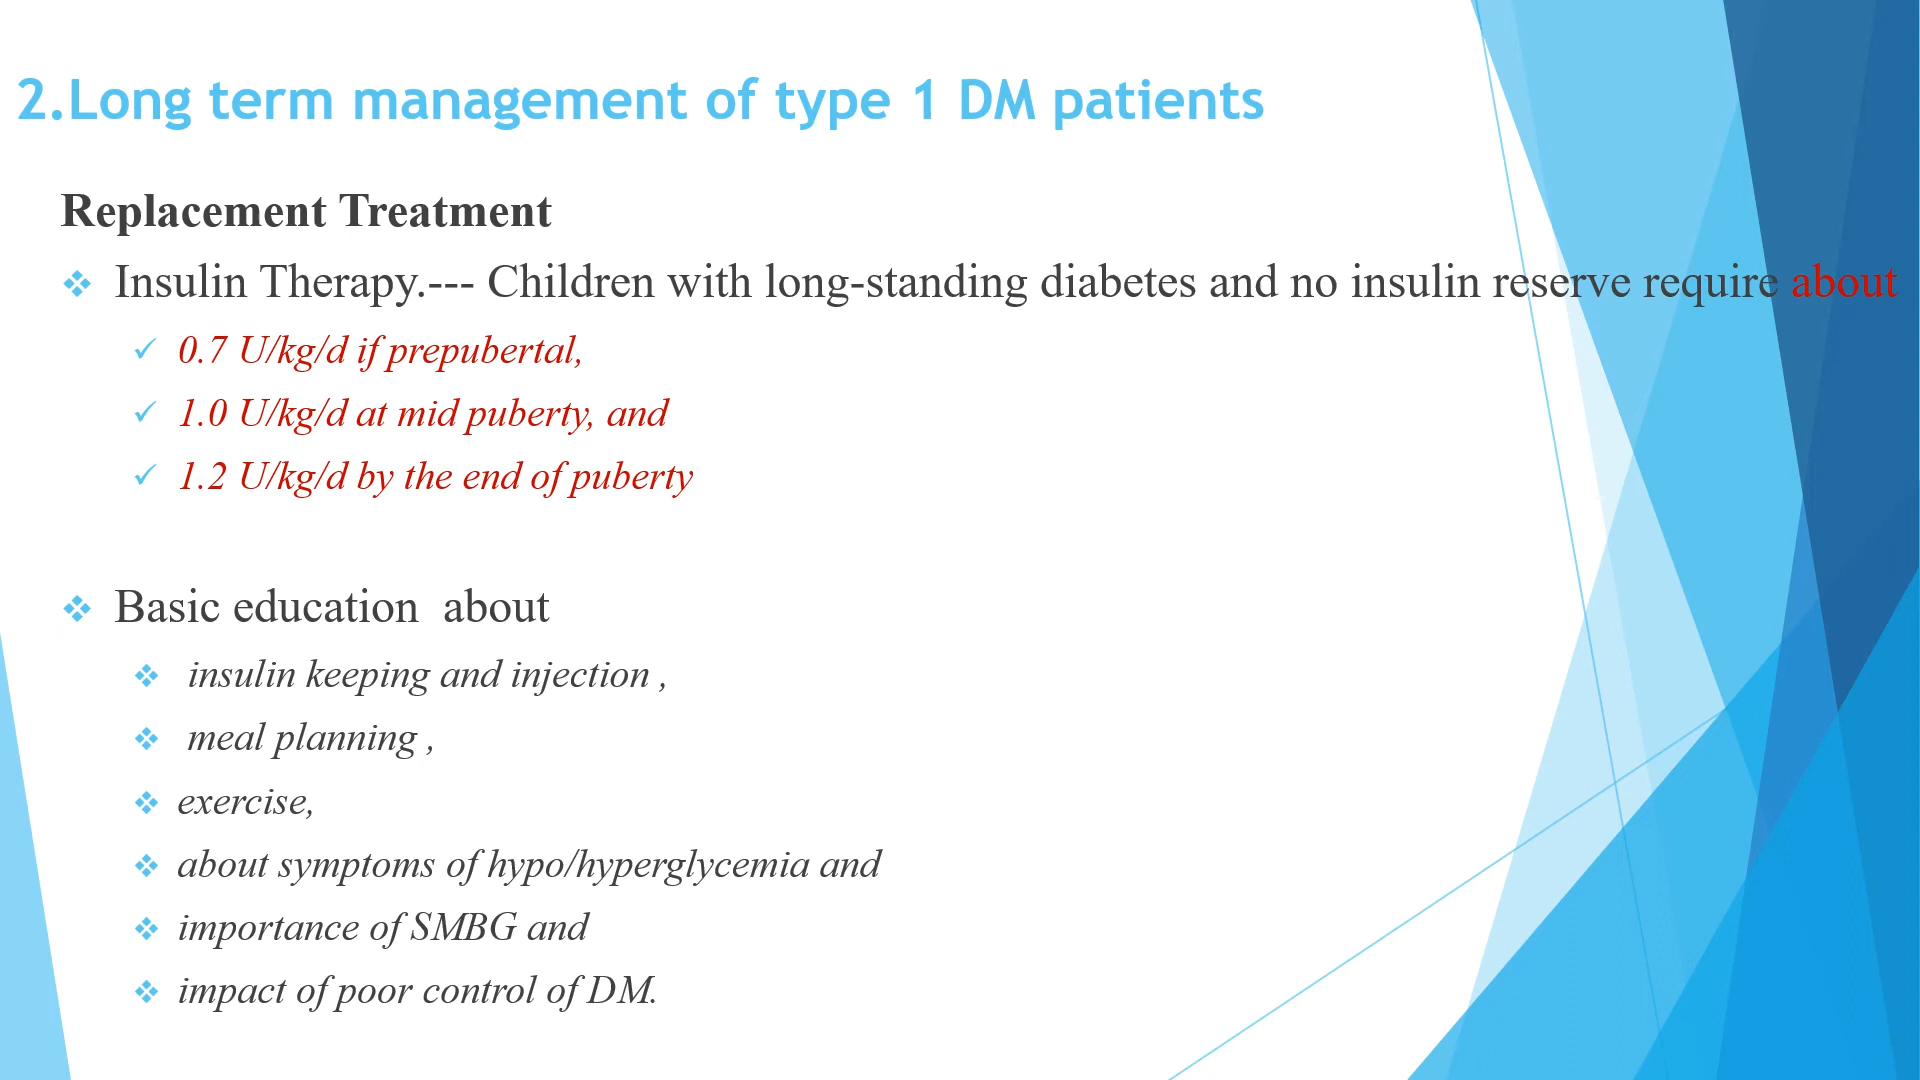 2.Long term management of type 1 DM patients
Replacement Treatment
Insulin Therapy.--- Children with long-standing diabetes and no insulin reserve require about
0.7 U/kg/d if prepubertal,
1.0 U/kg/d at mid puberty, and
1.2 U/kg/d by the end of puberty
Basic education about
insulin keeping and injection ,
meal planning ,
exercise,
about symptoms of hypo/hyperglycemia and
importance of SMBG and
impact of poor control of DM.